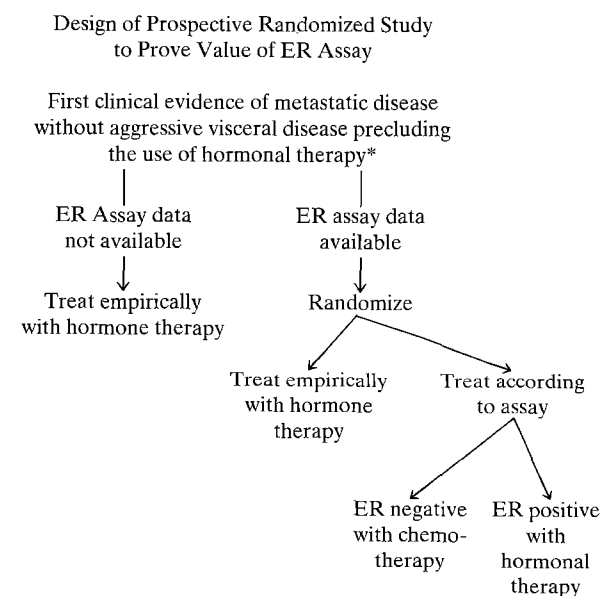 Design of Prospective Randomized Study
to Prove Value of ER Assay
First clinical evidence of metastatic disease
without aggressive visceral disease precluding
the use of hormonal therapy*
ER Assay data
not available
ER assay data
available
Treat empirically
with hormone therapy
Randomize
Treat empirically
with hormone
therapy
Treat according
to assay
ER negative
with chemo-
therapy
ER positive
with
hormonal
therapy